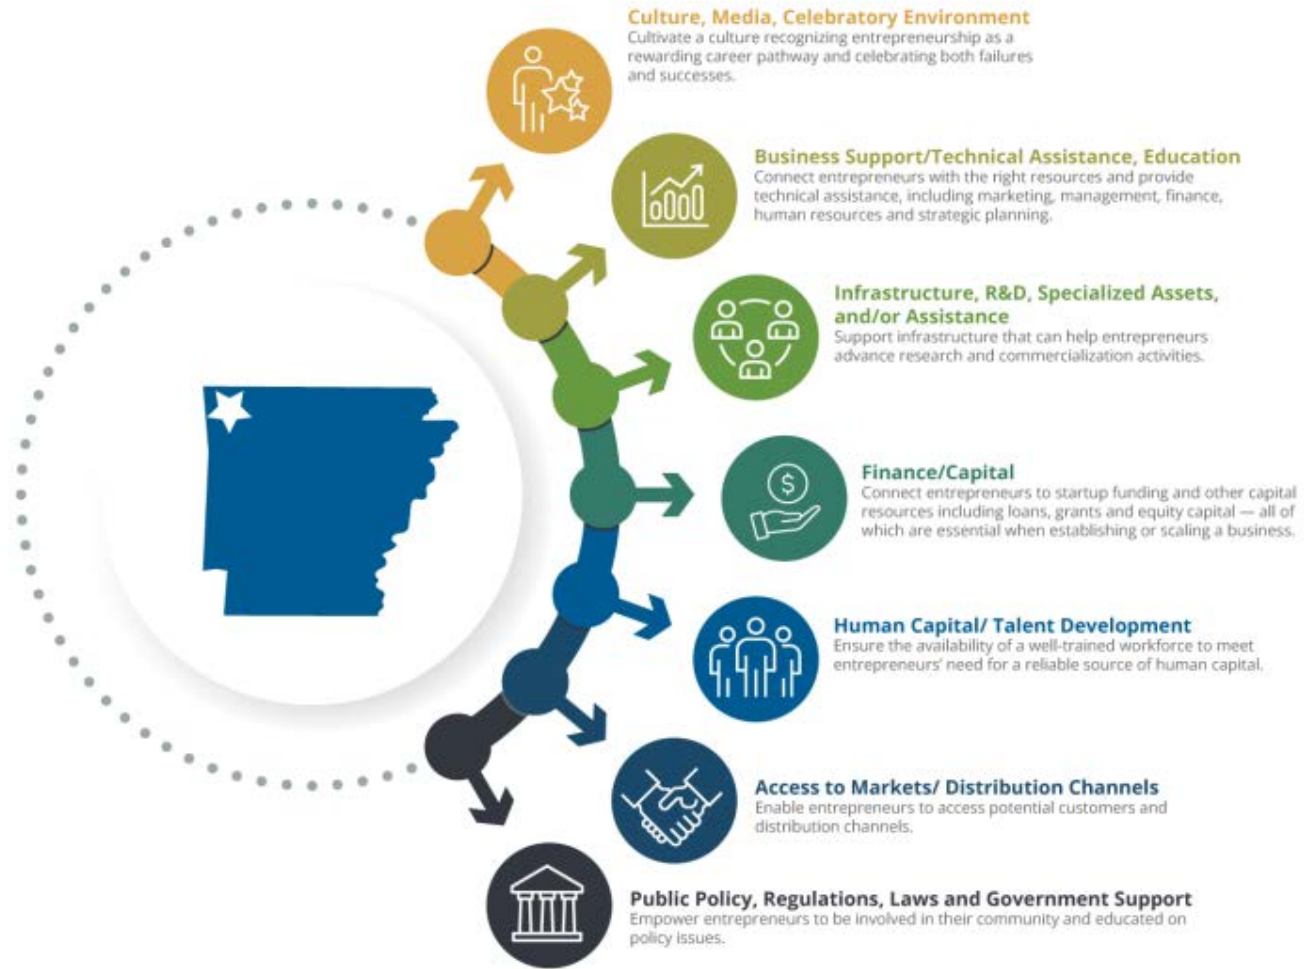 Culture, Media, Celebratory Environment
Cultivate a culture recognizing entrepreneurship as a
rewarding career pathway and celebrating both failures
and successes.
Business Support/Technical Assistance, Education
Connect entrepreneurs with the right resources and provide
technical assistance, including marketing, management, finance,
human resources and strategic planning.
Infrastructure, R&D, Specialized Assets,
and/or Assistance
Support infrastructure that can help entrepreneurs
advance research and commercialization activities.
$
Finance/Capital
Connect entrepreneurs to startup funding and other capital
resources including loans, grants and equity capital — all of
which are essential when establishing or scaling a business.
Human Capital/ Talent Development
Ensure the availability of a well-trained workforce to meet
entrepreneurs’ need for a reliable source of human capital.
Access to Markets/ Distribution Channels
Enable entrepreneurs to access potential customers and
distribution channels.
Public Policy, Regulations, Laws and Government Support
Empower entrepreneurs to be involved in their community and educated on
policy issues.